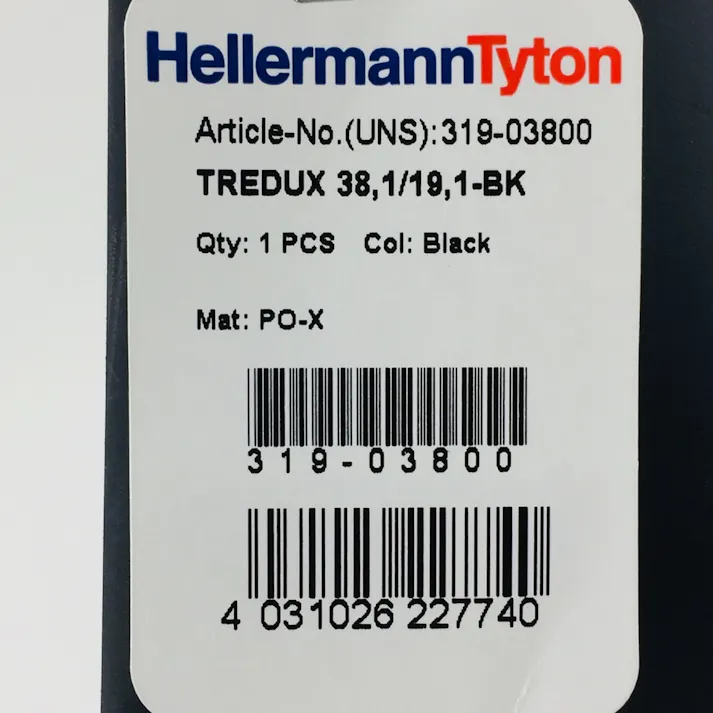 HellermannTyton
Article-No.(UNS):319-03800
TREDUX 38,1/19,1-BK
Qty: 1 PCS Col: Black
Mat: PO-X
319-03800
4 031026 227740